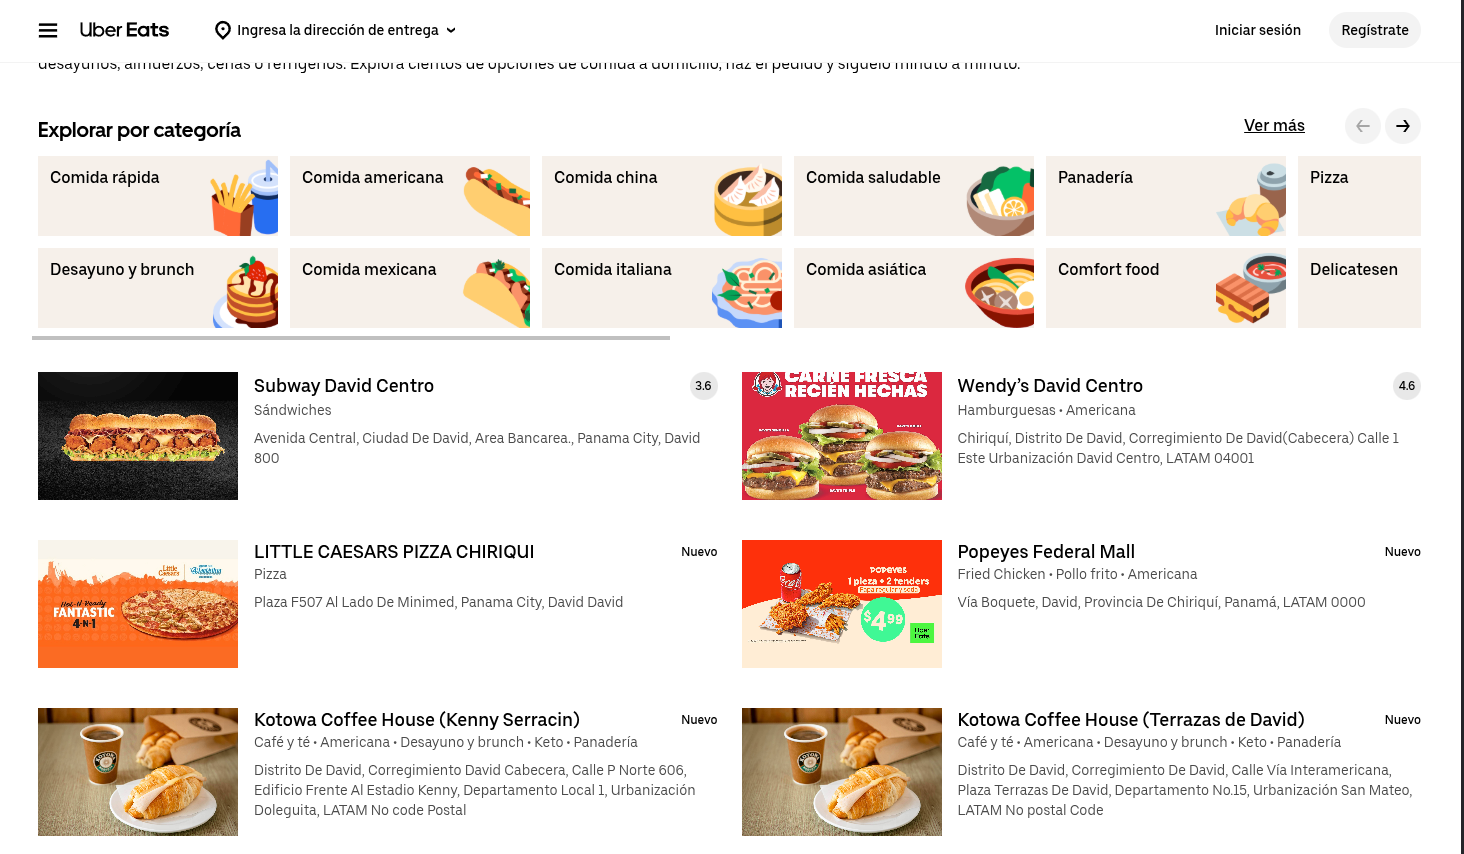 Uber Eats
Ingresa la dirección de entrega
Iniciar sesión
Regístrate
desayunos, almuerzos, cenas o refrigerios. Explora cientos de opciones de comida a domicilio, haz el pedido y síguelo minuto a minuto.
Explorar por categoría
Ver más
Comida rápida
Comida americana
Comida china
Comida saludable
Panadería
Pizza
Desayuno y brunch
Comida mexicana
Comida italiana
Comida asiática
Comfort food
Delicatesen
Subway David Centro
3.6
Sándwiches
Avenida Central, Ciudad De David, Area Bancarea., Panama City, David
800
CARNE FRESCA
RECIÉN HECHAS
Wendy’s David Centro
4.6
Hamburguesas • Americana
Chiriquí, Distrito De David, Corregimiento De David(Cabecera) Calle 1
Este Urbanización David Centro, LATAM 04001
Little Caesars
Hot-N-Ready
FANTASTIC
4-N-1
LITTLE CAESARS PIZZA CHIRIQUI
Nuevo
Pizza
Plaza F507 Al Lado De Minimed, Panama City, David David
POPEYES
1 pieza + 2 tenders
Papa regular y soda
$4.99
Uber Eats
Popeyes Federal Mall
Nuevo
Fried Chicken • Pollo frito • Americana
Vía Boquete, David, Provincia De Chiriquí, Panamá, LATAM 0000
Kotowa Coffee House (Kenny Serracin)
Nuevo
Café y té • Americana • Desayuno y brunch • Keto • Panadería
Distrito De David, Corregimiento David Cabecera, Calle P Norte 606,
Edificio Frente Al Estadio Kenny, Departamento Local 1, Urbanización
Doleguita, LATAM No code Postal
Kotowa Coffee House (Terrazas de David)
Nuevo
Café y té • Americana • Desayuno y brunch • Keto • Panadería
Distrito De David, Corregimiento De David, Calle Vía Interamericana,
Plaza Terrazas De David, Departamento No.15, Urbanización San Mateo,
LATAM No postal Code